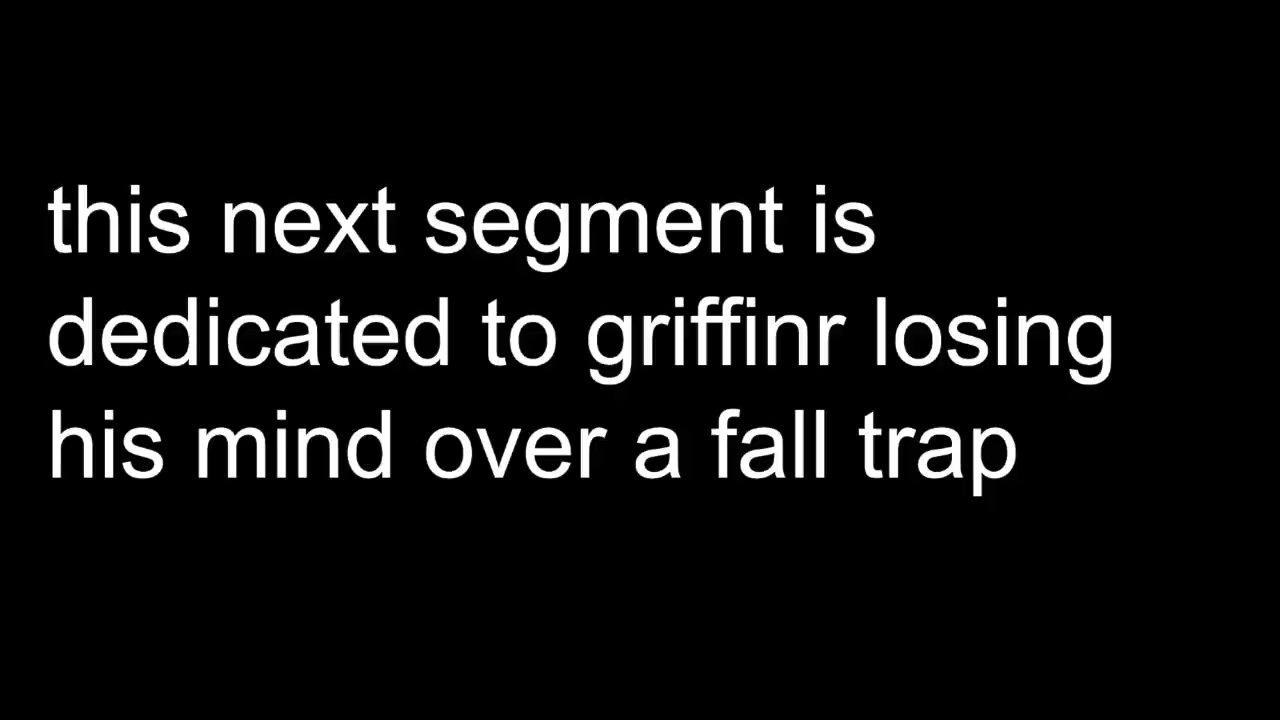 this next segment is
dedicated to griffinr losing
his mind over a fall trap